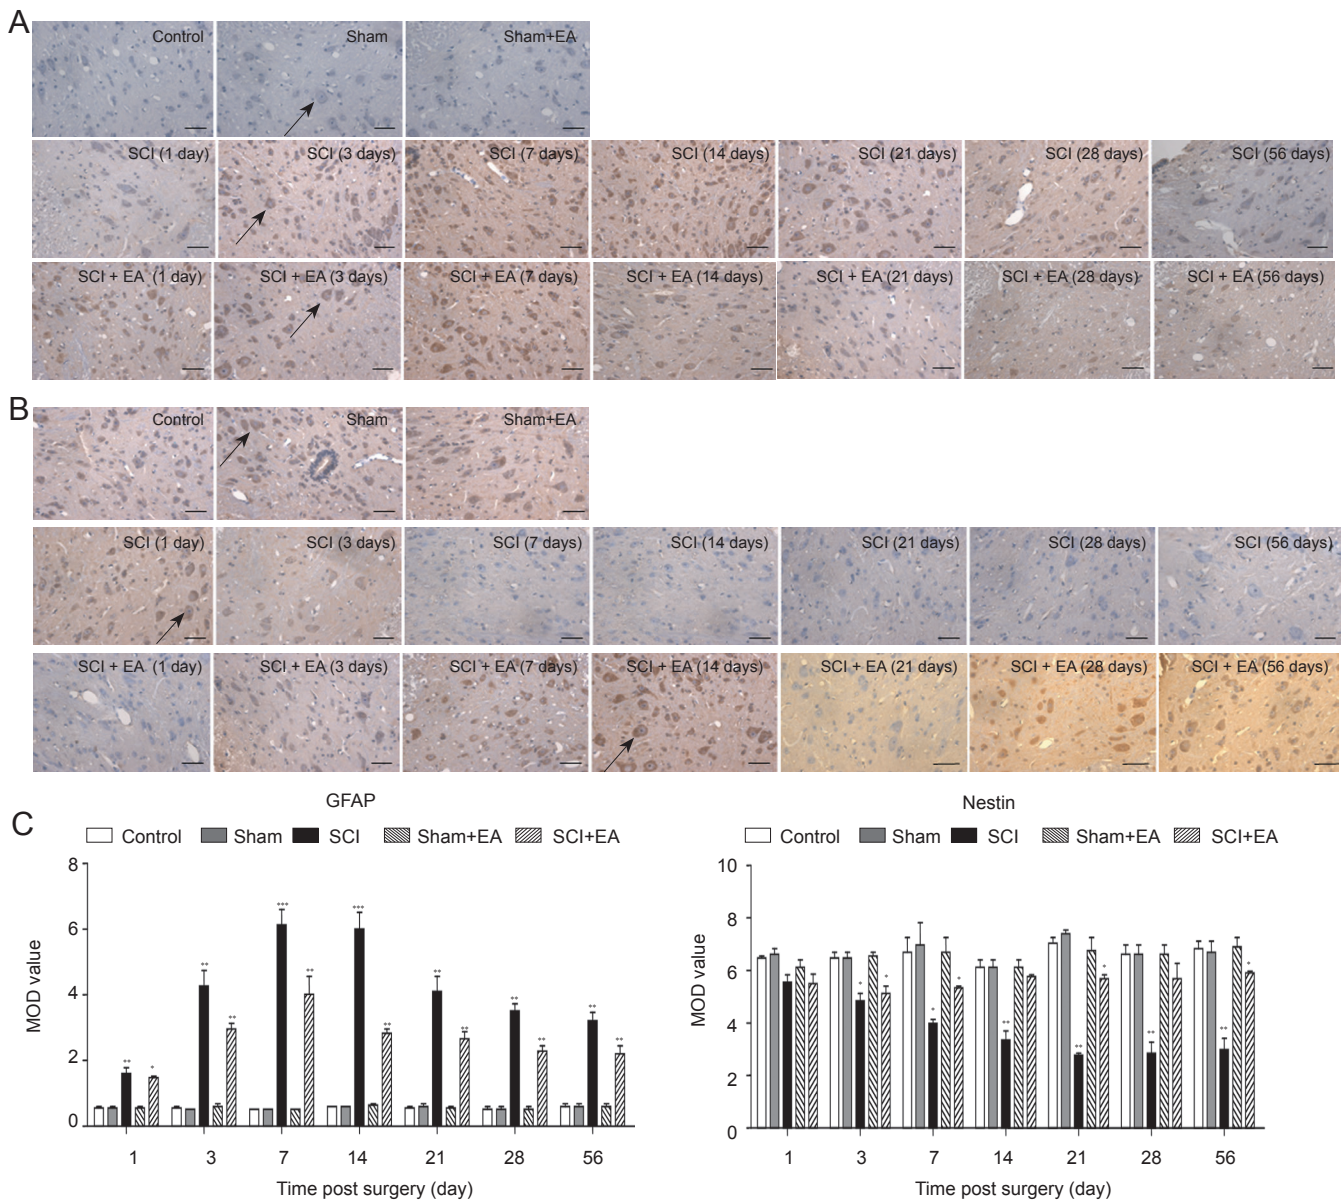 A
Control Sham Sham+EA
SCI (1 day) SCI (3 days) SCI (7 days) SCI (14 days) SCI (21 days) SCI (28 days) SCI (56 days)
SCI + EA (1 day) SCI + EA (3 days) SCI + EA (7 days) SCI + EA (14 days) SCI + EA (21 days) SCI + EA (28 days) SCI + EA (56 days)
B
Control Sham Sham+EA
SCI (1 day) SCI (3 days) SCI (7 days) SCI (14 days) SCI (21 days) SCI (28 days) SCI (56 days)
SCI + EA (1 day) SCI + EA (3 days) SCI + EA (7 days) SCI + EA (14 days) SCI + EA (21 days) SCI + EA (28 days) SCI + EA (56 days)
C
GFAP
Control Sham SCI Sham+EA SCI+EA
MOD value
8
6
4
2
0
** * ** ** *** ** *** ** ** ** ** ** ** **
1 3 7 14 21 28 56
Time post surgery (day)
Nestin
Control Sham SCI Sham+EA SCI+EA
MOD value
10
8
6
4
2
0
* * * * ** ** * ** ** *
1 3 7 14 21 28 56
Time post surgery (day)